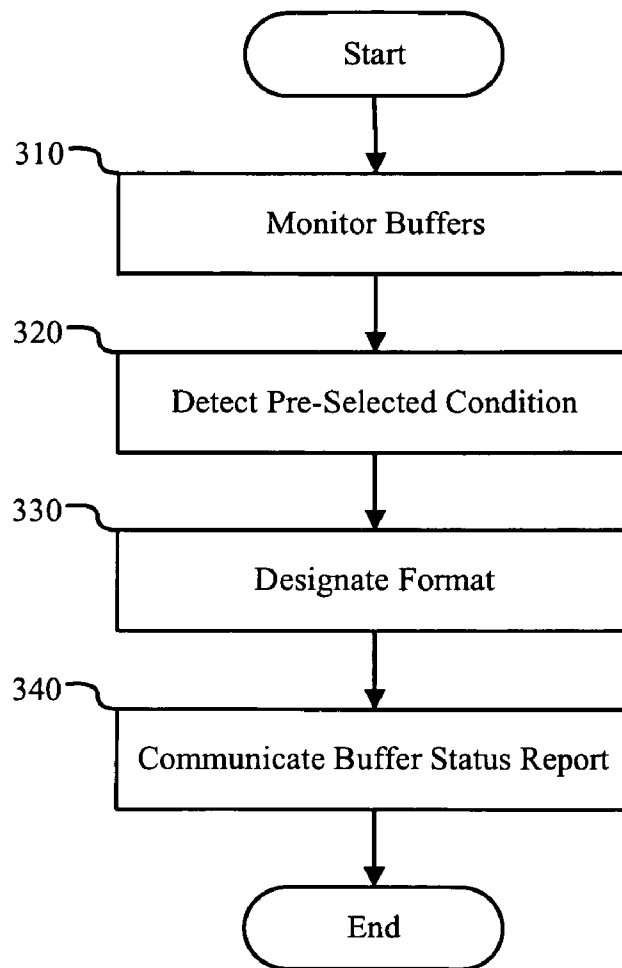 Start
310
Monitor Buffers
320
Detect Pre-Selected Condition
330
Designate Format
340
Communicate Buffer Status Report
End